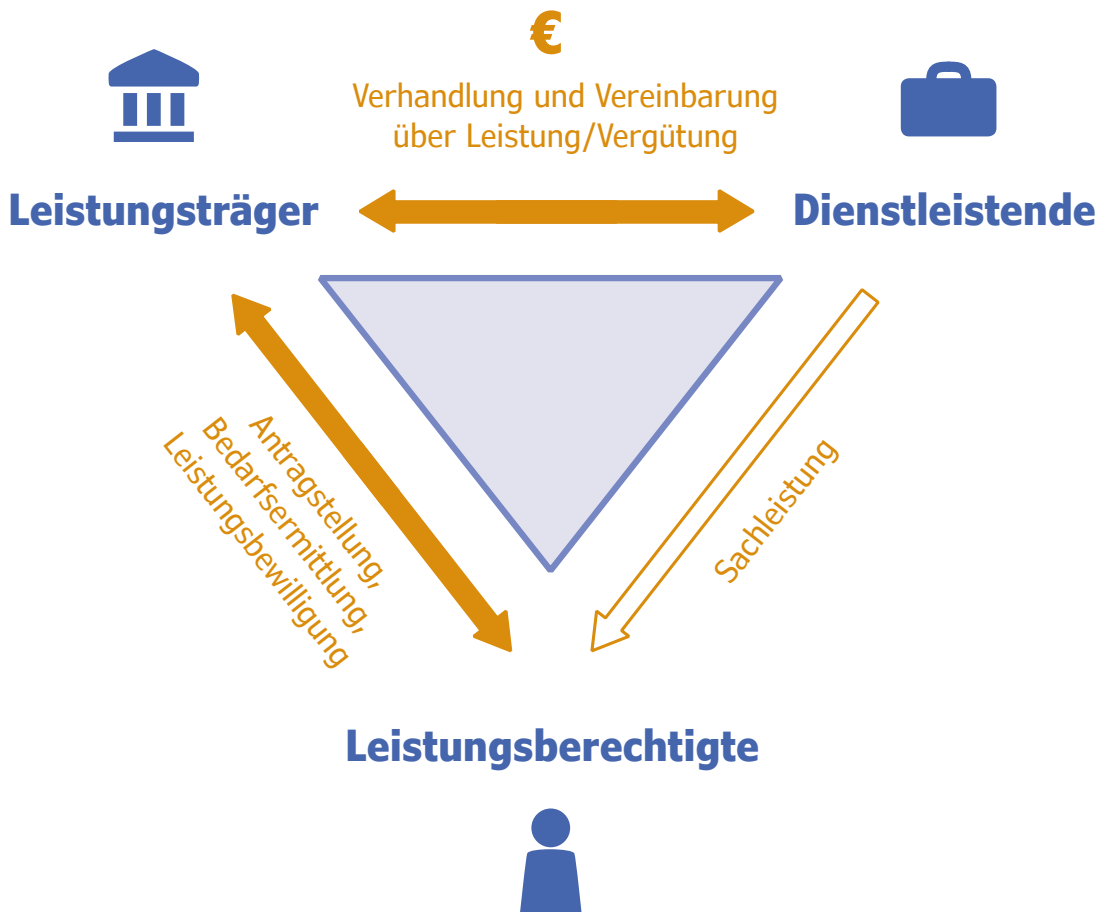 €
Verhandlung und Vereinbarung
über Leistung/Vergütung
Leistungsträger
Dienstleistende
Antragstellung,
Bedarfsermittlung,
Leistungsbewilligung
Sachleistung
Leistungsberechtigte